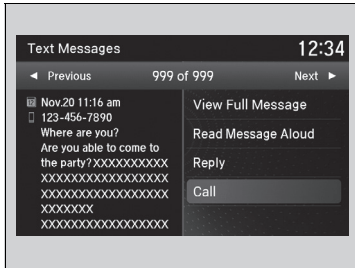 Text Messages 12:34
◄ Previous 999 of 999 Next ►
Nov.20 11:16 am
123-456-7890
Where are you?
Are you able to come to
the party?XXXXXXXXXX
XXXXXXXXXXXXXXXXX
XXXXXXXXXXXXXXXXX
XXXXXXX
XXXXXXXXXXXXXXXXX
View Full Message
Read Message Aloud
Reply
Call